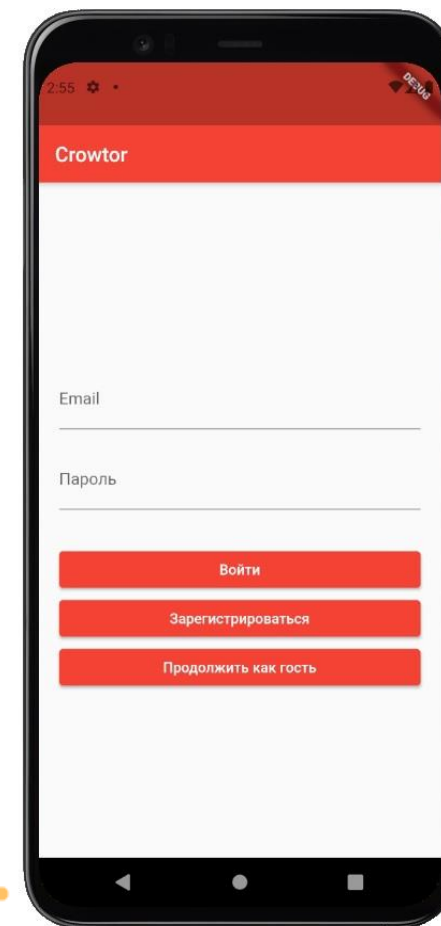 2:55
DEBUG
Crowtor
Email
Пароль
Войти
Зарегистрироваться
Продолжить как гость